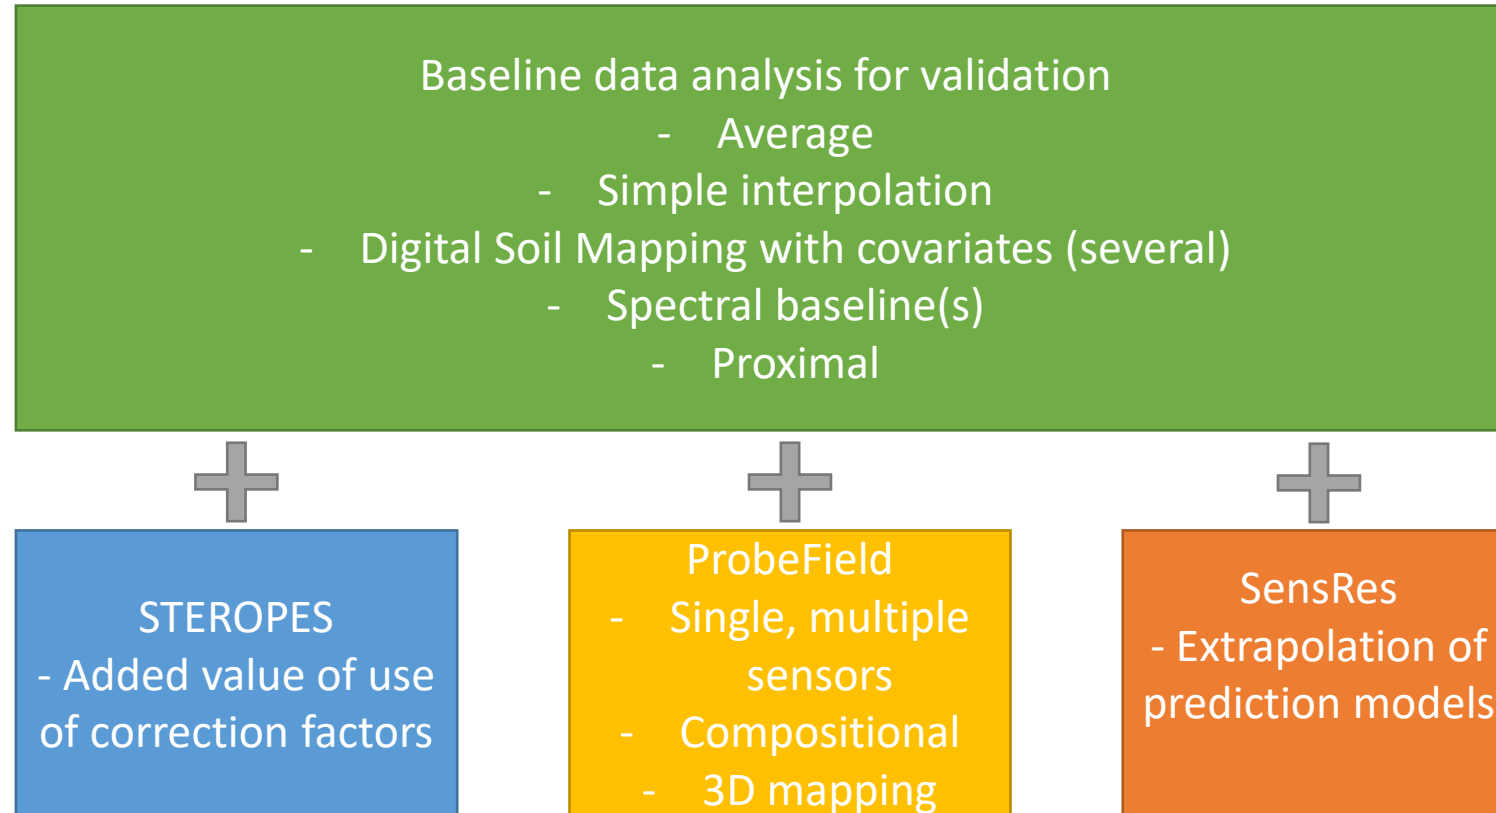 Baseline data analysis for validation
- Average
- Simple interpolation
- Digital Soil Mapping with covariates (several)
- Spectral baseline(s)
- Proximal
STEROPES
- Added value of use
of correction factors
ProbeField
- Single, multiple
sensors
- Compositional
- 3D mapping
SensRes
- Extrapolation of
prediction models